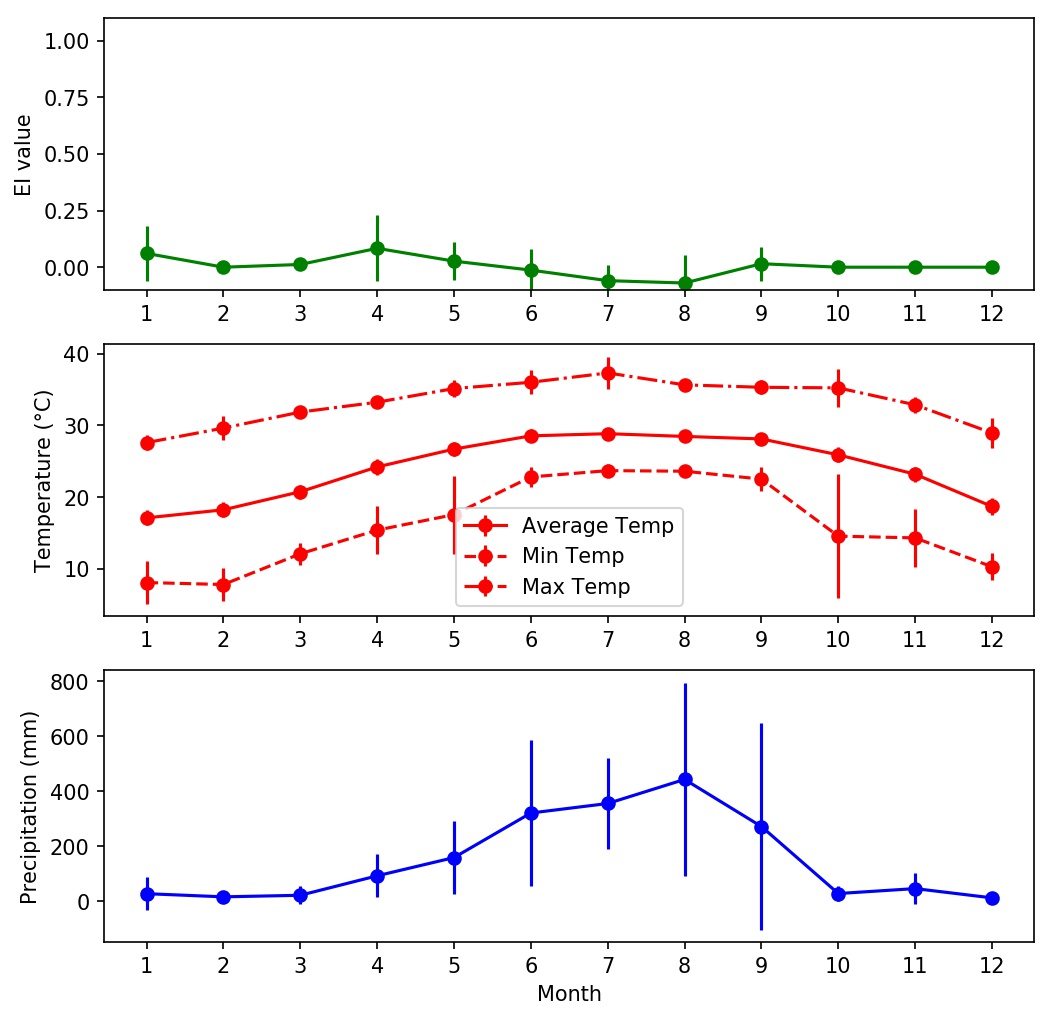 EI value
1.00
0.75
0.50
0.25
0.00
1 2 3 4 5 6 7 8 9 10 11 12
Temperature (°C)
40
30
20
10
Average Temp
Min Temp
Max Temp
1 2 3 4 5 6 7 8 9 10 11 12
Precipitation (mm)
800
600
400
200
0
1 2 3 4 5 6 7 8 9 10 11 12
Month